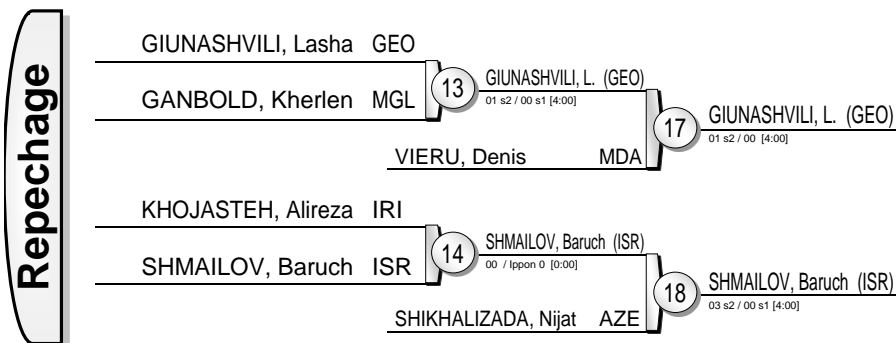 Repechage
GIUNASHVILI, Lasha GEO
GANBOLD, Kherlen MGL
13
GIUNASHVILI, L. (GEO)
01 s2 / 00 s1 [4:00]
VIERU, Denis MDA
17
GIUNASHVILI, L. (GEO)
01 s2 / 00 [4:00]
KHOJASTEH, Alireza IRI
SHMAILOV, Baruch ISR
14
SHMAILOV, Baruch (ISR)
00 / Ippon 0 [0:00]
SHIKHALIZADA, Nijat AZE
18
SHMAILOV, Baruch (ISR)
03 s2 / 00 s1 [4:00]